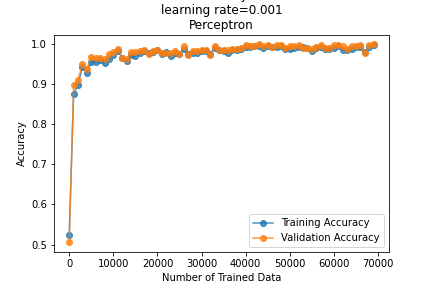 learning rate=0.001
Perceptron
1.0
0.9
0.8
0.7
0.6
0.5
Accuracy
Training Accuracy
Validation Accuracy
0 10000 20000 30000 40000 50000 60000 70000
Number of Trained Data